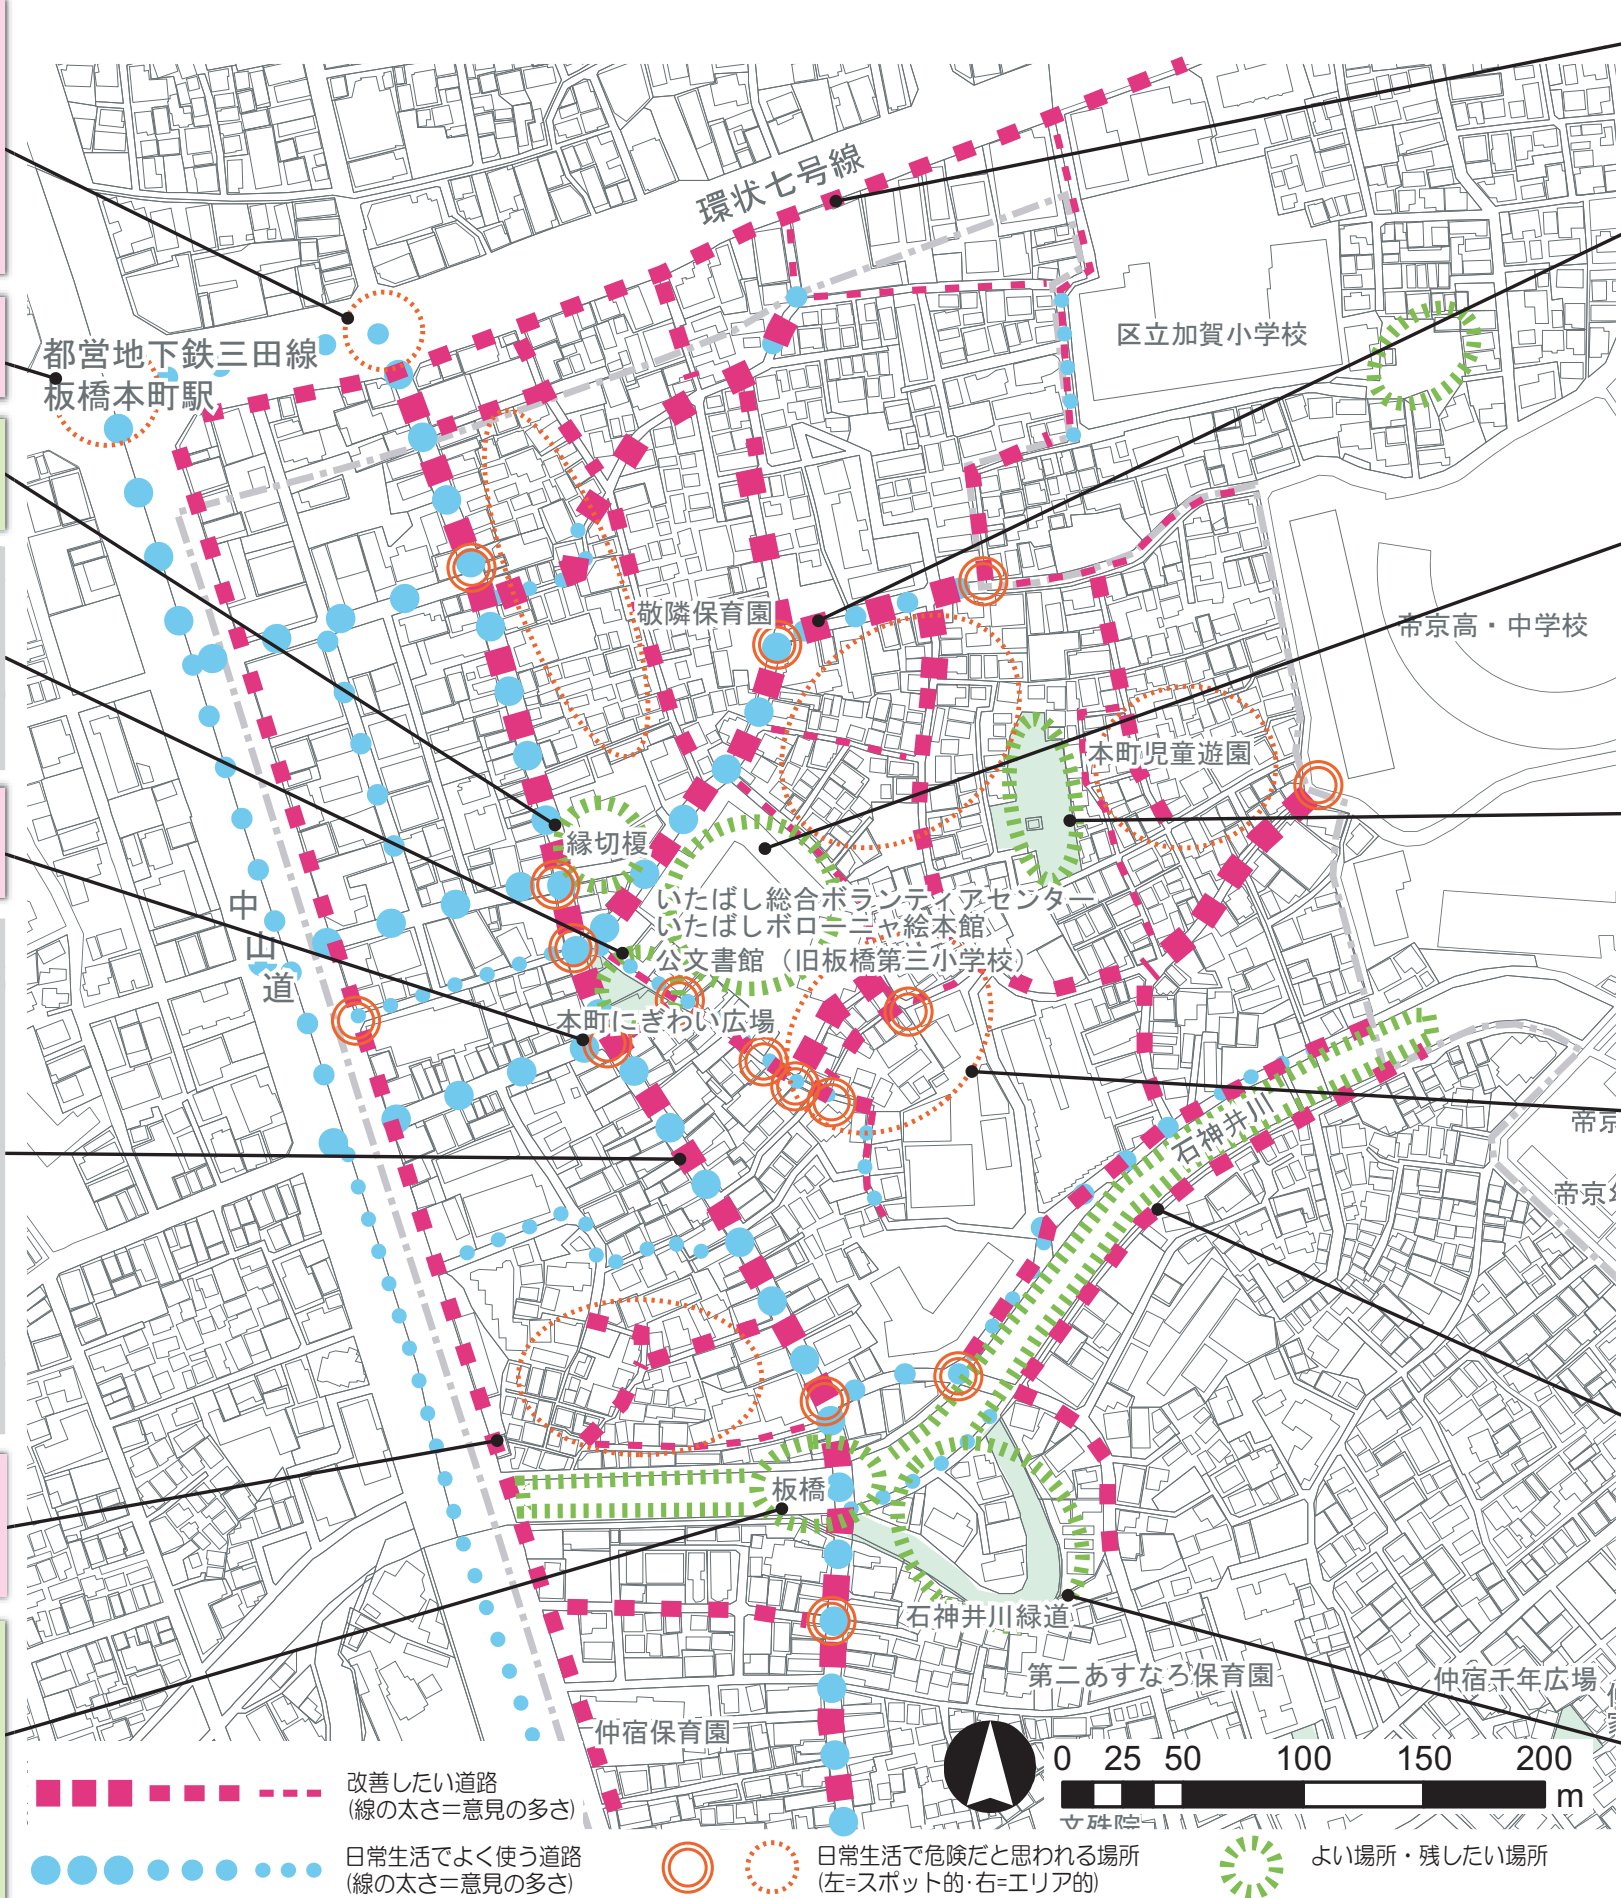 環状七号線
都営地下鉄三田線
板橋本町駅
区立加賀小学校
敬隣保育園
帝京高・中学校
本町児童遊園
縁切榎
いたばし総合ボランティアセンター
いたばしボローニャ絵本館
公文書館（旧板橋第三小学校）
中山道
本町にぎわい広場
石神井川
帝京
帝京
板橋
石神井川緑道
第二あすなろ保育園
仲宿千年広場
仲宿保育園
文殊院
0 25 50 100 150 200
m
改善したい道路
(線の太さ＝意見の多さ)
日常生活でよく使う道路
(線の太さ＝意見の多さ)
日常生活で危険だと思われる場所
(左=スポット的･右=エリア的)
よい場所・残したい場所